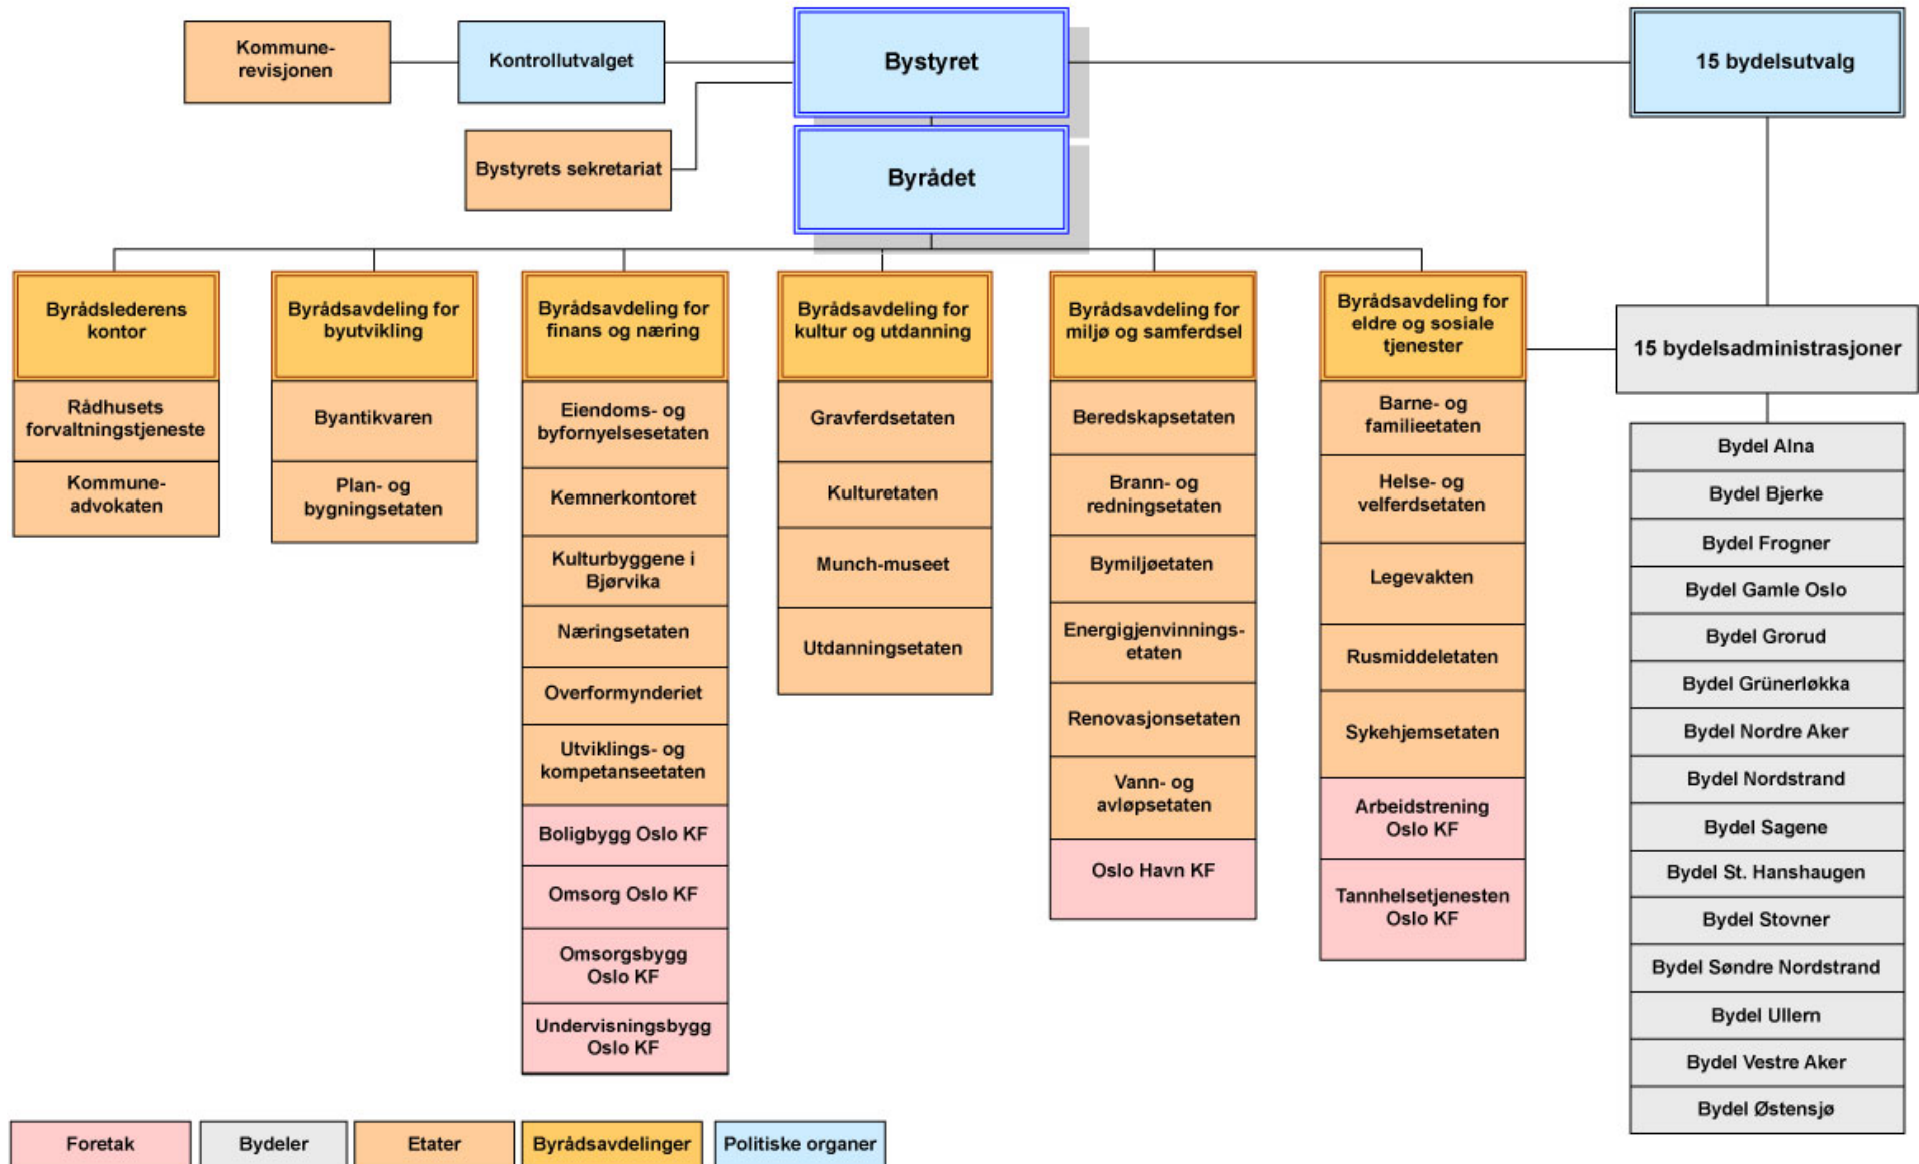 Kommune-
revisjonen
Kontrollutvalget
Bystyret
15 bydelsutvalg
Bystyrets sekretariat
Byrådet
Byrådslederens
kontor
Rådhusets
forvaltningstjeneste
Kommune-
advokaten
Byrådsavdeling for
byutvikling
Byantikvaren
Plan- og
bygningsetaten
Byrådsavdeling for
finans og næring
Eiendoms- og
byfornyelsesetaten
Kemnerkontoret
Kulturbyggene i
Bjørvika
Næringsetaten
Overformynderiet
Utviklings- og
kompetanseetaten
Boligbygg Oslo KF
Omsorg Oslo KF
Omsorgsbygg
Oslo KF
Undervisningsbygg
Oslo KF
Byrådsavdeling for
kultur og utdanning
Gravferdsetaten
Kulturetaten
Munch-museet
Utdanningsetaten
Byrådsavdeling for
miljø og samferdsel
Beredskapsetaten
Brann- og
redningsetaten
Bymiljøetaten
Energigjenvinnings-
etaten
Renovasjonsetaten
Vann- og
avløpsetaten
Oslo Havn KF
Byrådsavdeling for
eldre og sosiale
tjenester
Barne- og
familieetaten
Helse- og
velferdsetaten
Legevakten
Rusmiddeletaten
Sykehjemsetaten
Arbeidstrening
Oslo KF
Tannhelsetjenesten
Oslo KF
15 bydelsadministrasjoner
Bydel Alna
Bydel Bjerke
Bydel Frogner
Bydel Gamle Oslo
Bydel Grorud
Bydel Grünerløkka
Bydel Nordre Aker
Bydel Nordstrand
Bydel Sagene
Bydel St. Hanshaugen
Bydel Stovner
Bydel Søndre Nordstrand
Bydel Ullern
Bydel Vestre Aker
Bydel Østensjø
Foretak
Bydeler
Etater
Byrådsavdelinger
Politiske organer